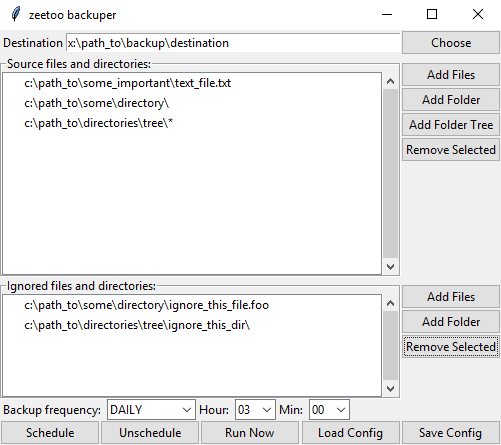 zeetoo backuper
Destination x:\path_to\backup\destination Choose
Source files and directories:
c:\path_to\some_important\text_file.txt
c:\path_to\some\directory\
c:\path_to\directories\tree\*
Add Files
Add Folder
Add Folder Tree
Remove Selected
Ignored files and directories:
c:\path_to\some\directory\ignore_this_file.foo
c:\path_to\directories\tree\ignore_this_dir\
Add Files
Add Folder
Remove Selected
Backup frequency: DAILY Hour: 03 Min: 00
Schedule Unschedule Run Now Load Config Save Config